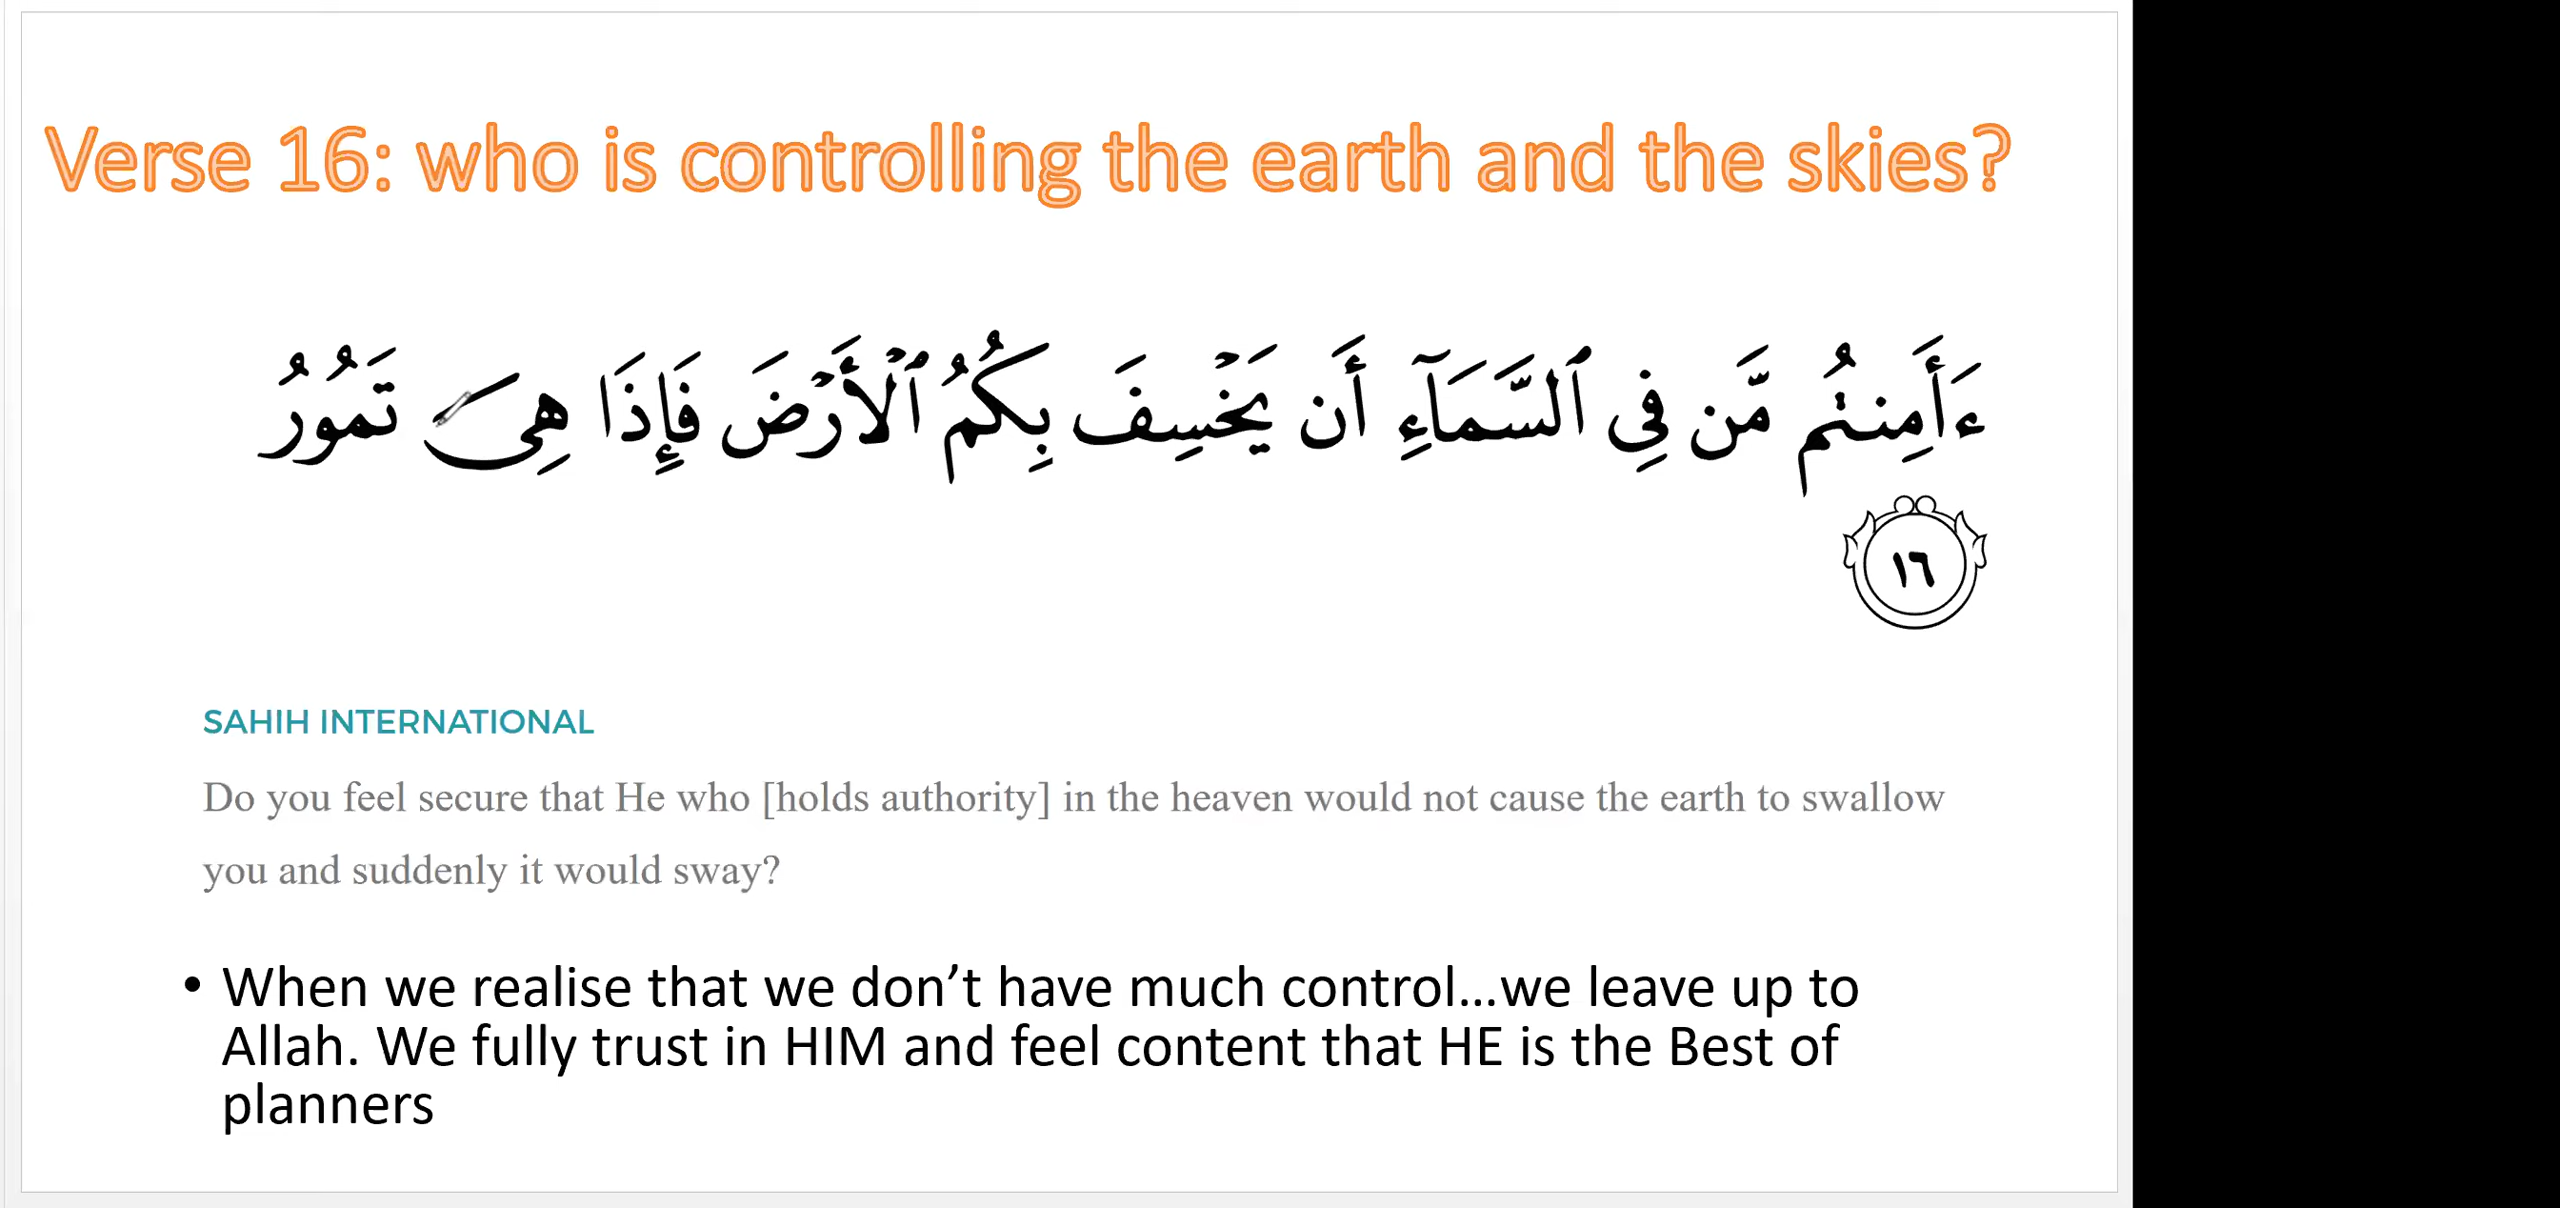 Verse 16: who is controlling the earth and the skies?
ءَأَمِنتُم مَّن فِى ٱلسَّمَآءِ أَن يَخْسِفَ بِكُمُ ٱلْأَرْضَ فَإِذَا هِىَ تَمُورُ
١٦
SAHIH INTERNATIONAL
Do you feel secure that He who [holds authority] in the heaven would not cause the earth to swallow
you and suddenly it would sway?
• When we realise that we don’t have much control...we leave up to
Allah. We fully trust in HIM and feel content that HE is the Best of
planners